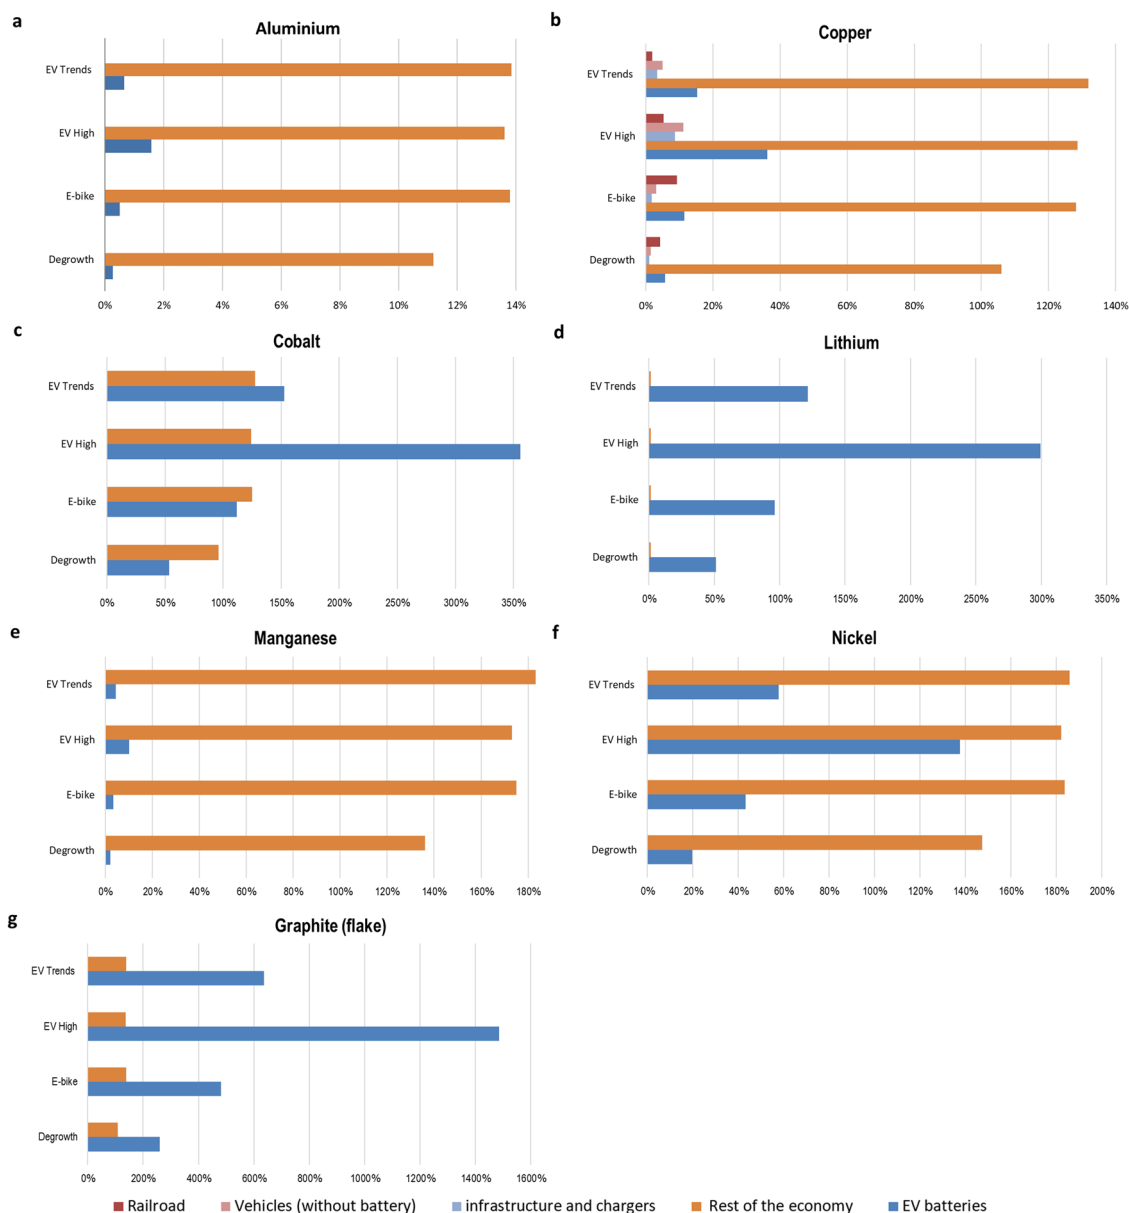 a
Aluminium
EV Trends
EV High
E-bike
Degrowth
0% 2% 4% 6% 8% 10% 12% 14%
b
Copper
EV Trends
EV High
E-bike
Degrowth
0% 20% 40% 60% 80% 100% 120% 140%
c
Cobalt
EV Trends
EV High
E-bike
Degrowth
0% 50% 100% 150% 200% 250% 300% 350%
d
Lithium
EV Trends
EV High
E-bike
Degrowth
0% 50% 100% 150% 200% 250% 300% 350%
e
Manganese
EV Trends
EV High
E-bike
Degrowth
0% 20% 40% 60% 80% 100% 120% 140% 160% 180%
f
Nickel
EV Trends
EV High
E-bike
Degrowth
0% 20% 40% 60% 80% 100% 120% 140% 160% 180% 200%
g
Graphite (flake)
EV Trends
EV High
E-bike
Degrowth
0% 200% 400% 600% 800% 1000% 1200% 1400% 1600%
Railroad Vehicles (without battery) infrastructure and chargers Rest of the economy EV batteries